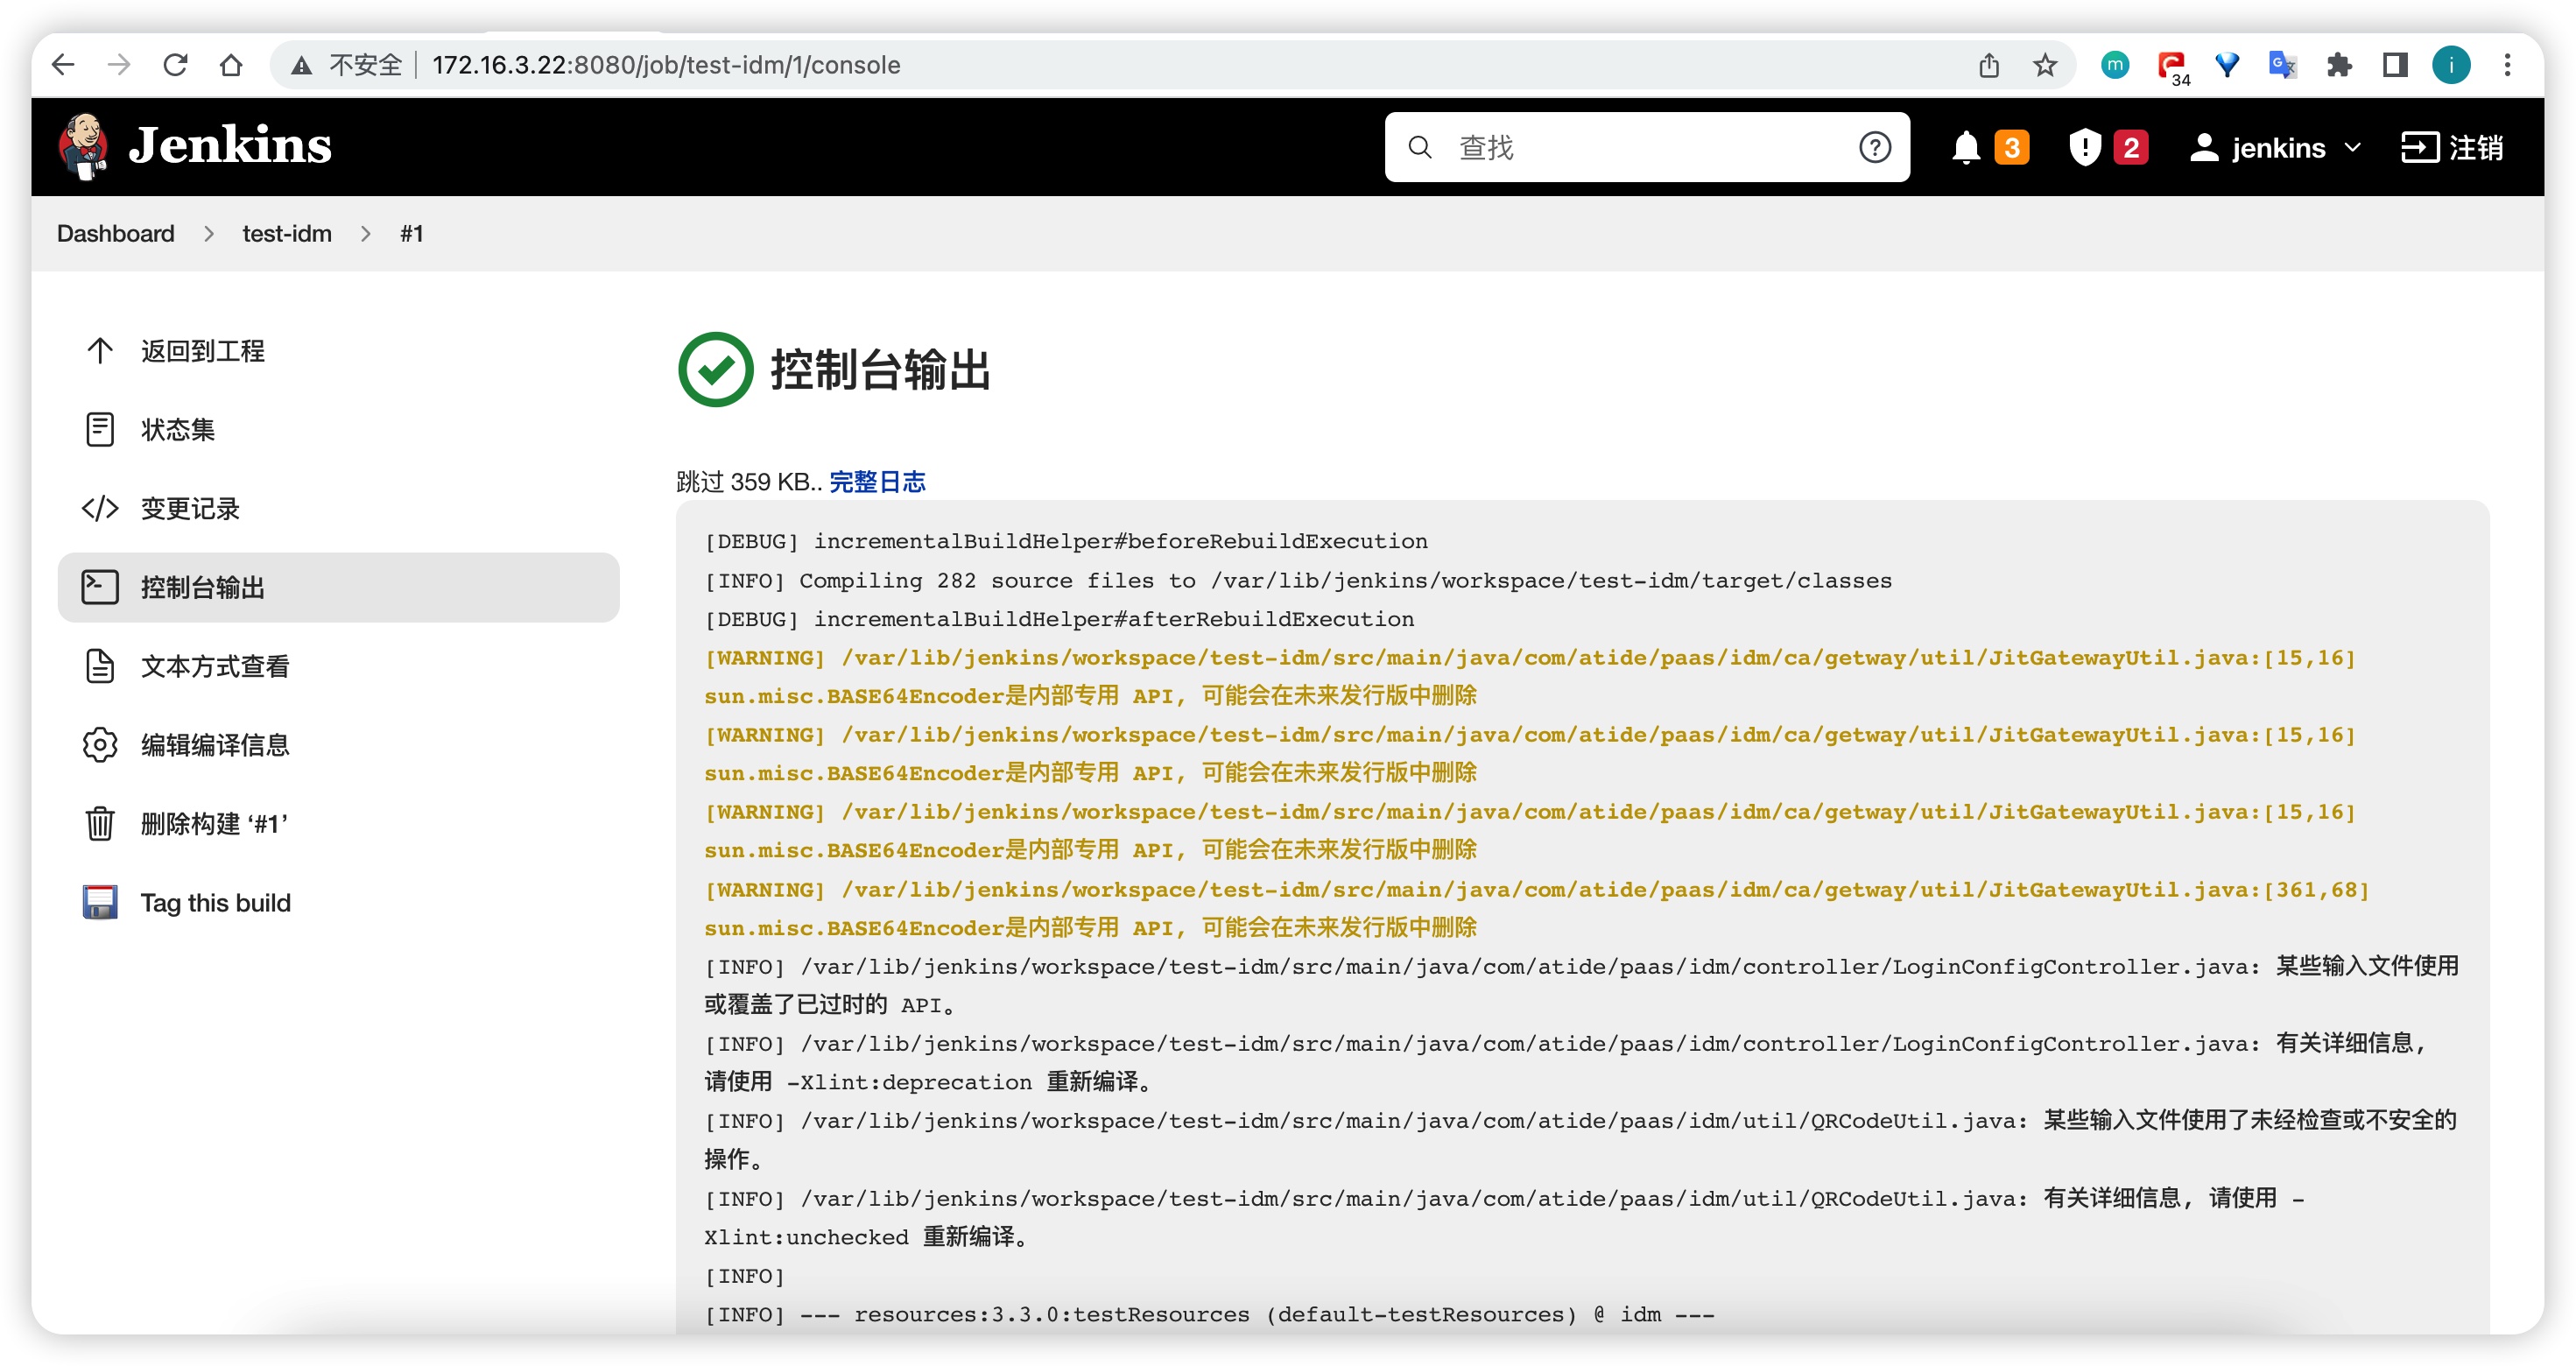 不安全 172.16.3.22:8080/job/test-idm/1/console
m 34 i
Jenkins 查找 3 2 jenkins 注销
Dashboard test-idm #1
返回到工程
状态集
变更记录
控制台输出
文本方式查看
编辑编译信息
删除构建 ‘#1’
Tag this build
控制台输出
跳过 359 KB.. 完整日志
[DEBUG] incrementalBuildHelper#beforeRebuildExecution
[INFO] Compiling 282 source files to /var/lib/jenkins/workspace/test-idm/target/classes
[DEBUG] incrementalBuildHelper#afterRebuildExecution
[WARNING] /var/lib/jenkins/workspace/test-idm/src/main/java/com/atide/paas/idm/ca/getway/util/JitGatewayUtil.java:[15,16]
sun.misc.BASE64Encoder是内部专用 API, 可能会在未来发行版中删除
[WARNING] /var/lib/jenkins/workspace/test-idm/src/main/java/com/atide/paas/idm/ca/getway/util/JitGatewayUtil.java:[15,16]
sun.misc.BASE64Encoder是内部专用 API, 可能会在未来发行版中删除
[WARNING] /var/lib/jenkins/workspace/test-idm/src/main/java/com/atide/paas/idm/ca/getway/util/JitGatewayUtil.java:[15,16]
sun.misc.BASE64Encoder是内部专用 API, 可能会在未来发行版中删除
[WARNING] /var/lib/jenkins/workspace/test-idm/src/main/java/com/atide/paas/idm/ca/getway/util/JitGatewayUtil.java:[361,68]
sun.misc.BASE64Encoder是内部专用 API, 可能会在未来发行版中删除
[INFO] /var/lib/jenkins/workspace/test-idm/src/main/java/com/atide/paas/idm/controller/LoginConfigController.java: 某些输入文件使用
或覆盖了已过时的 API。
[INFO] /var/lib/jenkins/workspace/test-idm/src/main/java/com/atide/paas/idm/controller/LoginConfigController.java: 有关详细信息,
请使用 -Xlint:deprecation 重新编译。
[INFO] /var/lib/jenkins/workspace/test-idm/src/main/java/com/atide/paas/idm/util/QRCodeUtil.java: 某些输入文件使用了未经检查或不安全的
操作。
[INFO] /var/lib/jenkins/workspace/test-idm/src/main/java/com/atide/paas/idm/util/QRCodeUtil.java: 有关详细信息, 请使用 -
Xlint:unchecked 重新编译。
[INFO]
[INFO] --- resources:3.3.0:testResources (default-testResources) @ idm ---